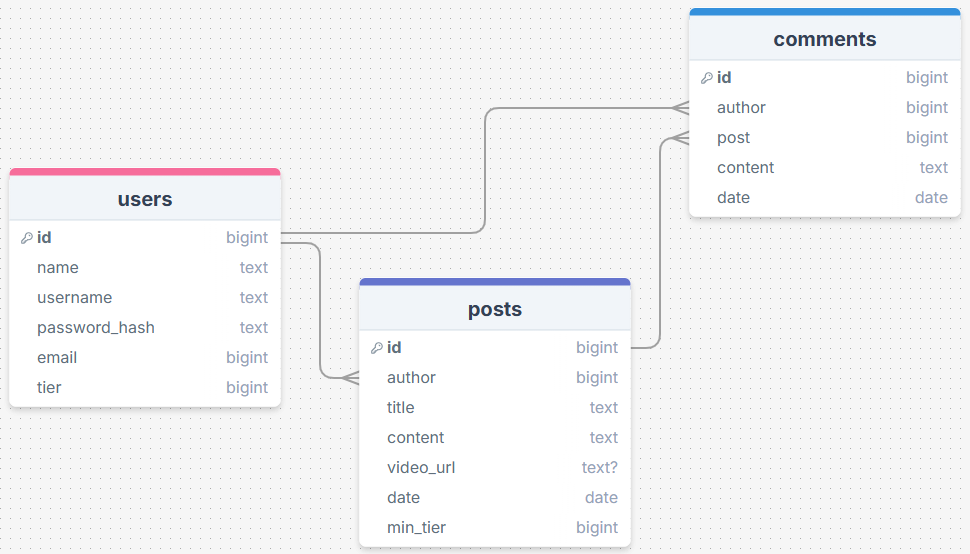 comments
id bigint
author bigint
post bigint
content text
date date
users
id bigint
name text
username text
password_hash text
email bigint
tier bigint
posts
id bigint
author bigint
title text
content text
video_url text?
date date
min_tier bigint